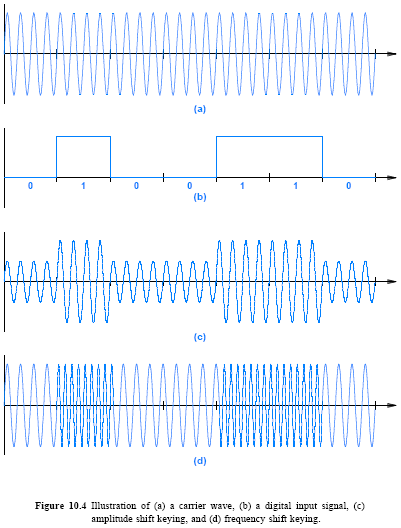 (a)
0 1 0 0 1 1 0
(b)
(c)
(d)
Figure 10.4 Illustration of (a) a carrier wave, (b) a digital input signal, (c)
amplitude shift keying, and (d) frequency shift keying.